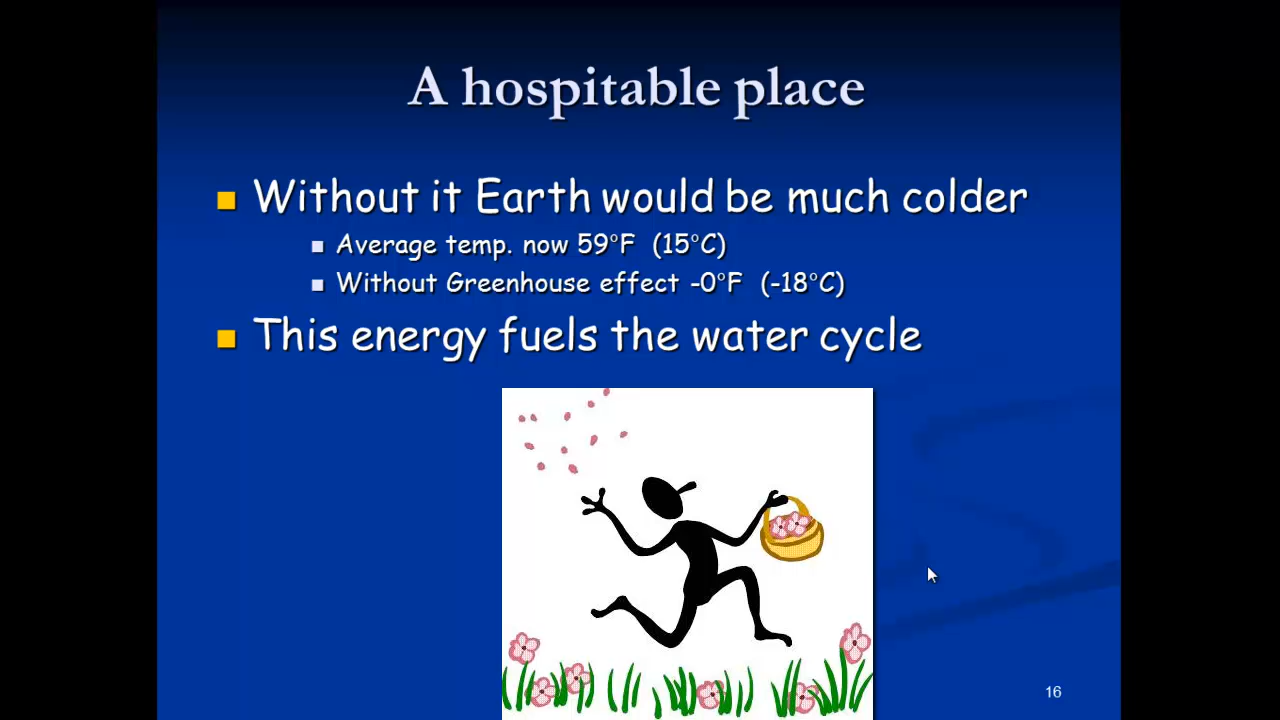 A hospitable place
Without it Earth would be much colder
Average temp. now 59°F (15°C)
Without Greenhouse effect -0°F (-18°C)
This energy fuels the water cycle
16